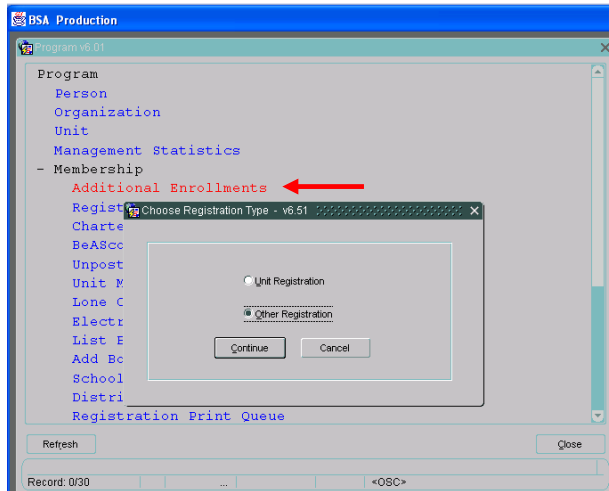 BSA Production
Program v6.01
Program
Person
Organization
Unit
Management Statistics
- Membership
Additional Enrollments
Regist
Choose Registration Type - v6.51
Charte
BeASco
Unpost
Unit M
Lone C
Electr
List E
Add Bo
School
Distri
Unit Registration
Other Registration
Continue Cancel
Registration Print Queue
Refresh Close
Record: 0/30 ... <OSC>